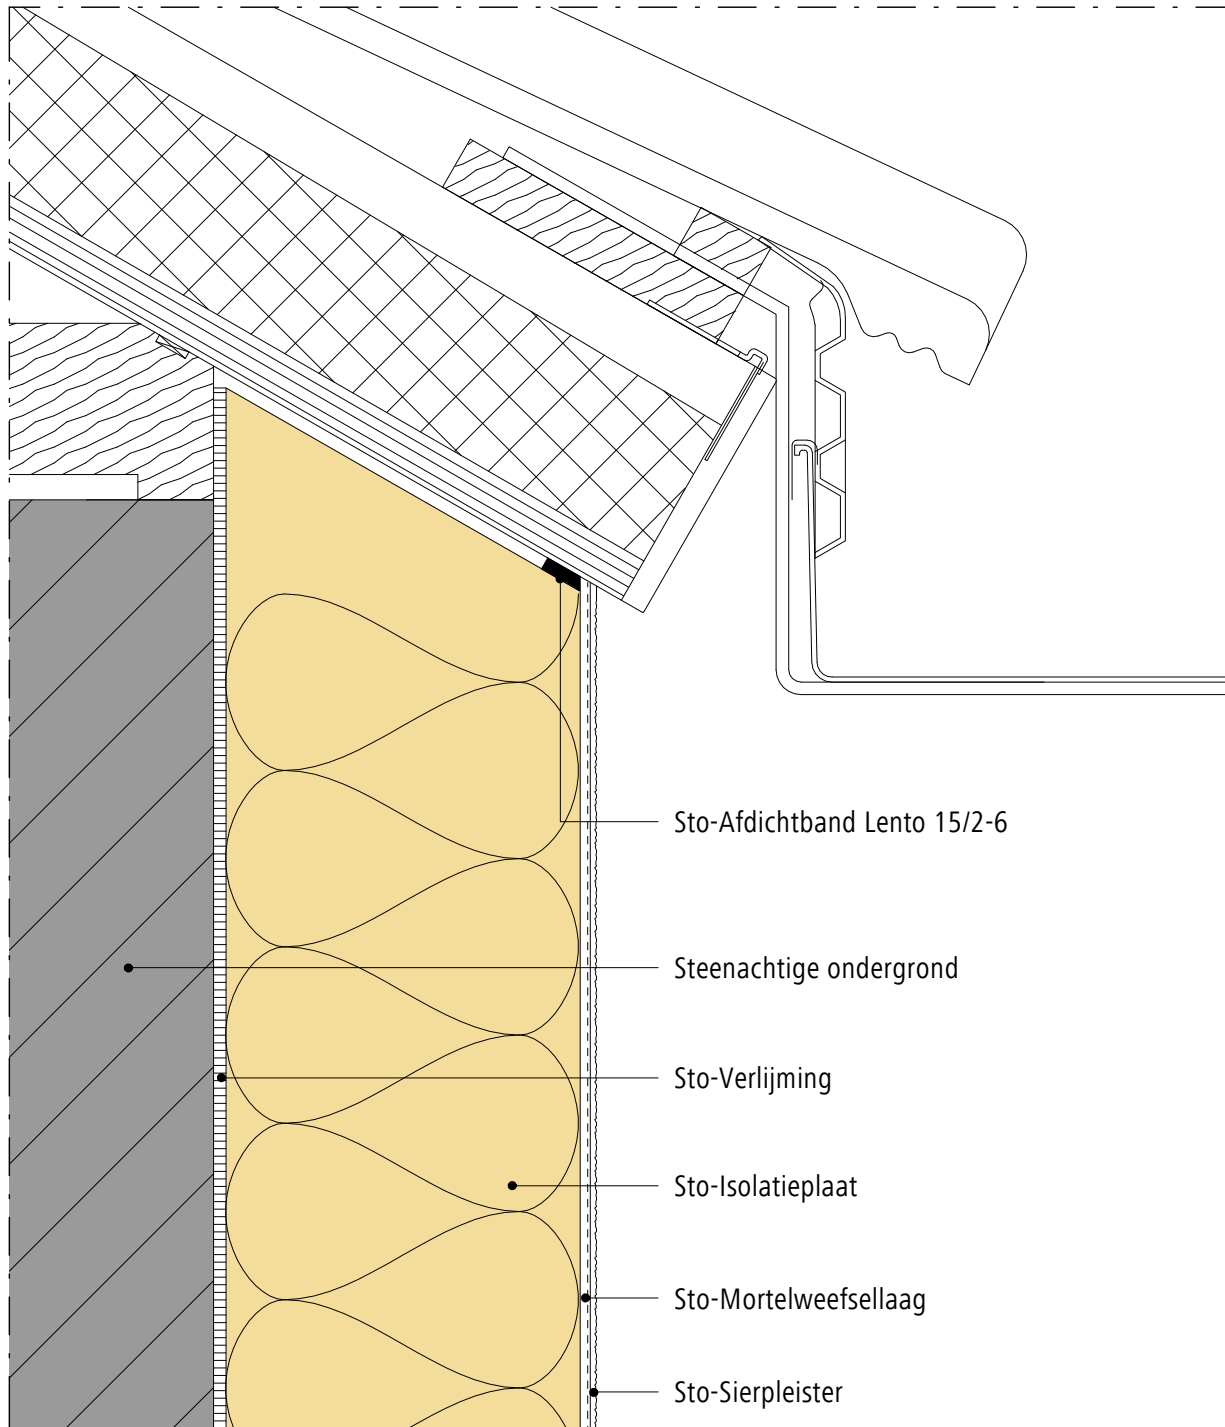 Sto-Afdichtband Lento 15/2-6
Steenachtige ondergrond
Sto-Verlijming
Sto-Isolatieplaat
Sto-Mortelweefsellaag
Sto-Sierpleister